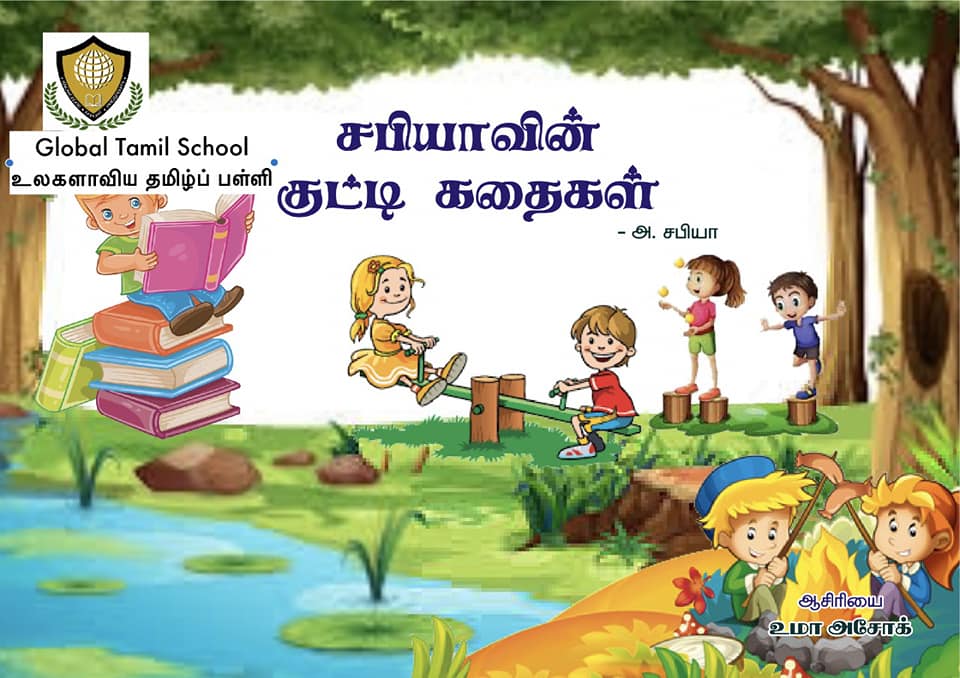 Global Tamil School
உலகளாவிய தமிழ்ப் பள்ளி
சபியாவின்
குட்டி கதைகள்
- அ. சபியா
ஆசிரியை
உமா அசோக்